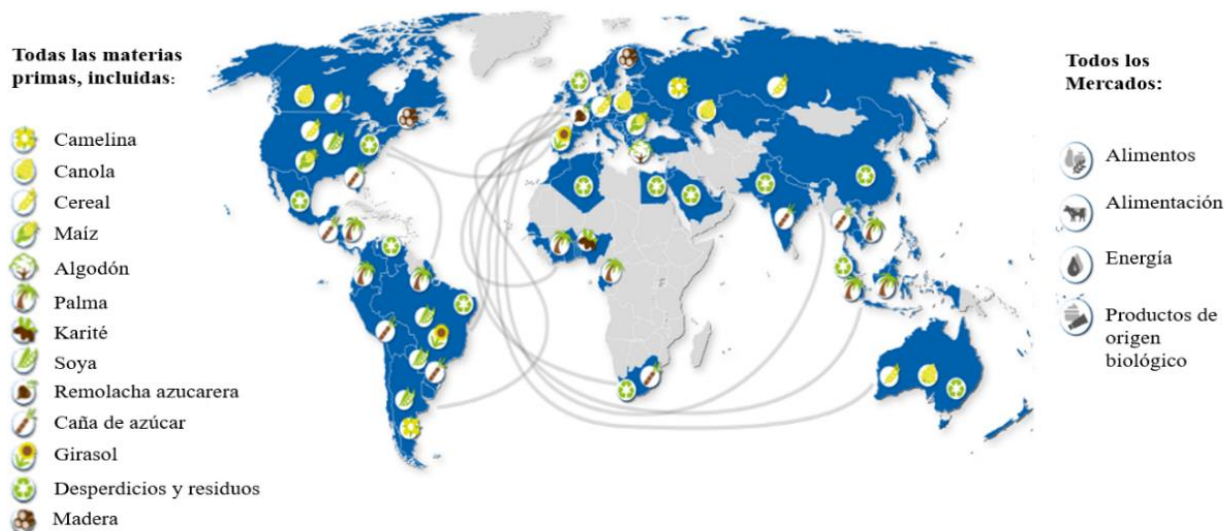 Todas las materias
primas, incluidas:
Camelina
Canola
Cereal
Maíz
Algodón
Palma
Karité
Soya
Remolacha azucarera
Caña de azúcar
Girasol
Desperdicios y residuos
Madera
Todos los
Mercados:
Alimentos
Alimentación
Energía
Productos de
origen
biológico